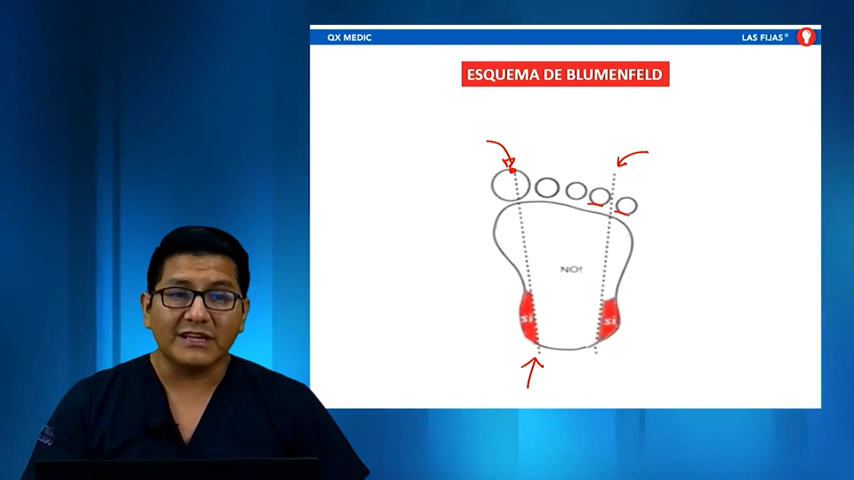 QX MEDIC
LAS FIJAS®
ESQUEMA DE BLUMENFELD
NO!
si
si